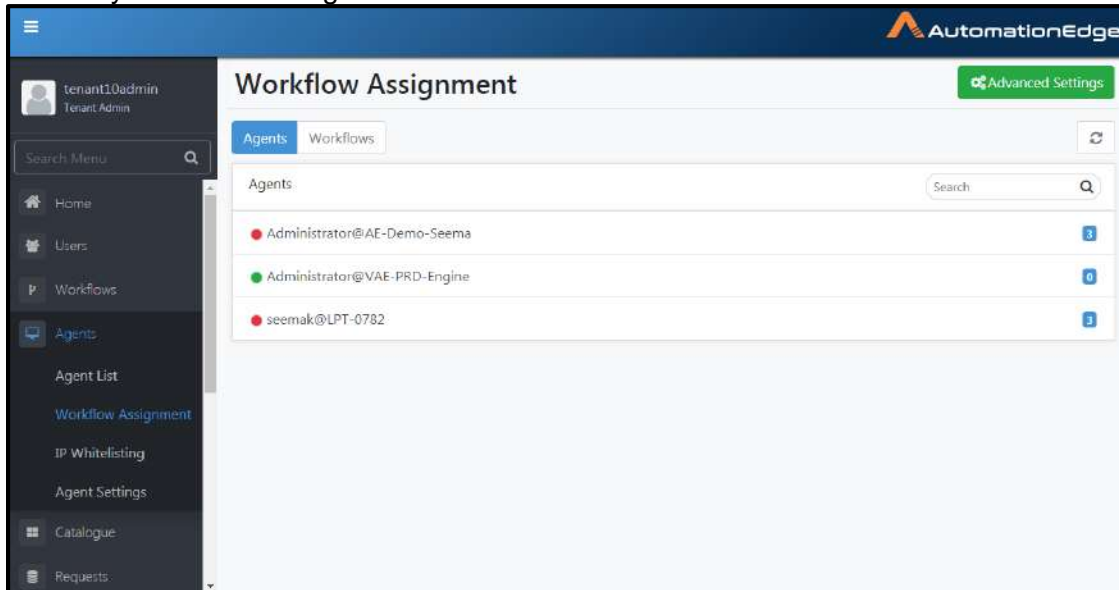 AutomationEdge
tenant10admin
Tenant Admin
Search Menu
Home
Users
Workflows
Agents
Agent List
Workflow Assignment
IP Whitelisting
Agent Settings
Catalogue
Requests
Workflow Assignment
Advanced Settings
Agents Workflows
Agents
Search
Administrator@AE-Demo-Seema 3
Administrator@VAE-PRD-Engine 0
seemak@LPT-0782 3